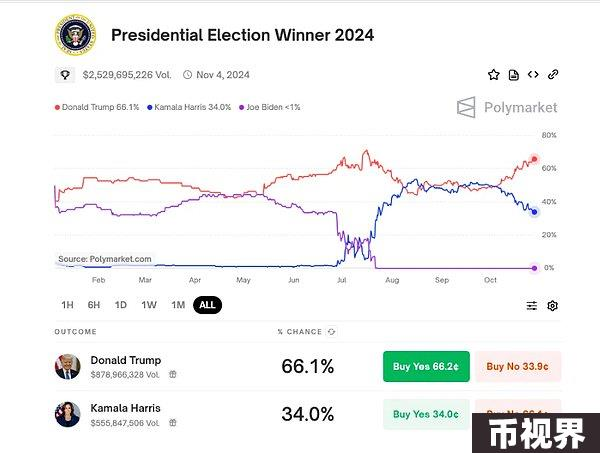 Presidential Election Winner 2024
$2,529,695,226 Vol. Nov 4, 2024
Donald Trump 66.1% Kamala Harris 34.0% Joe Biden <1%
Polymarket
80%
60%
40%
20%
0%
Source: Polymarket.com
Feb Mar Apr May Jun Jul Aug Sep Oct
1H 6H 1D 1W 1M ALL
OUTCOME % CHANCE
Donald Trump
$878,966,328 Vol.
66.1%
Buy Yes 66.2¢ Buy No 33.9¢
Kamala Harris
$555,847,506 Vol.
34.0%
Buy Yes 34.0¢
币视界